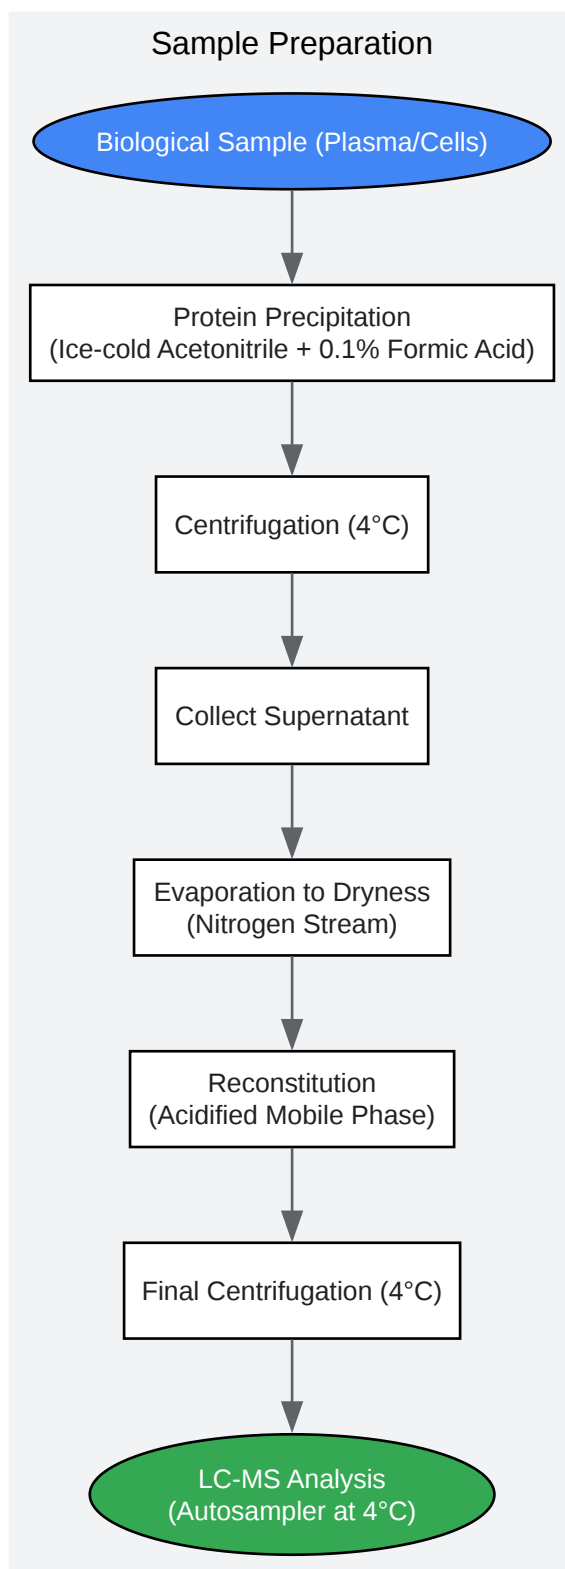 Sample Preparation
Biological Sample (Plasma/Cells)
Protein Precipitation
(Ice-cold Acetonitrile + 0.1% Formic Acid)
Centrifugation (4°C)
Collect Supernatant
Evaporation to Dryness
(Nitrogen Stream)
Reconstitution
(Acidified Mobile Phase)
Final Centrifugation (4°C)
LC-MS Analysis
(Autosampler at 4°C)